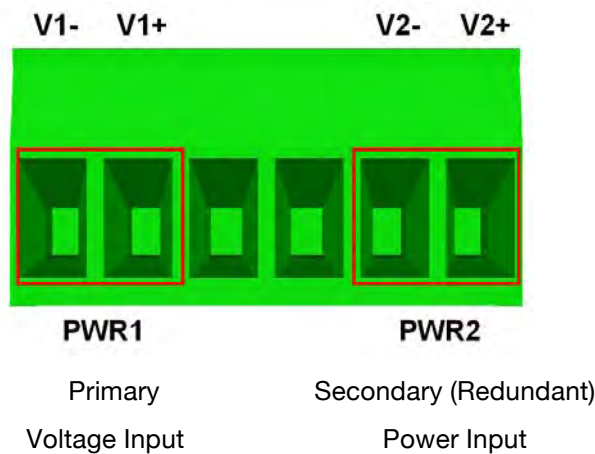 V1- V1+ V2- V2+
PWR1 PWR2
Primary Secondary (Redundant)
Voltage Input Power Input